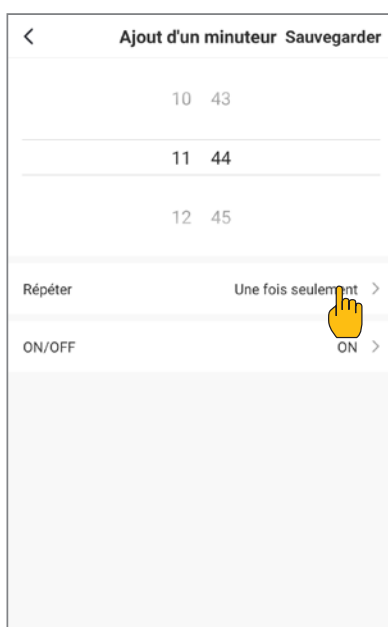 Ajout d'un minuteur Sauvegarder
10 43
11 44
12 45
Répéter Une fois seulement
ON/OFF ON